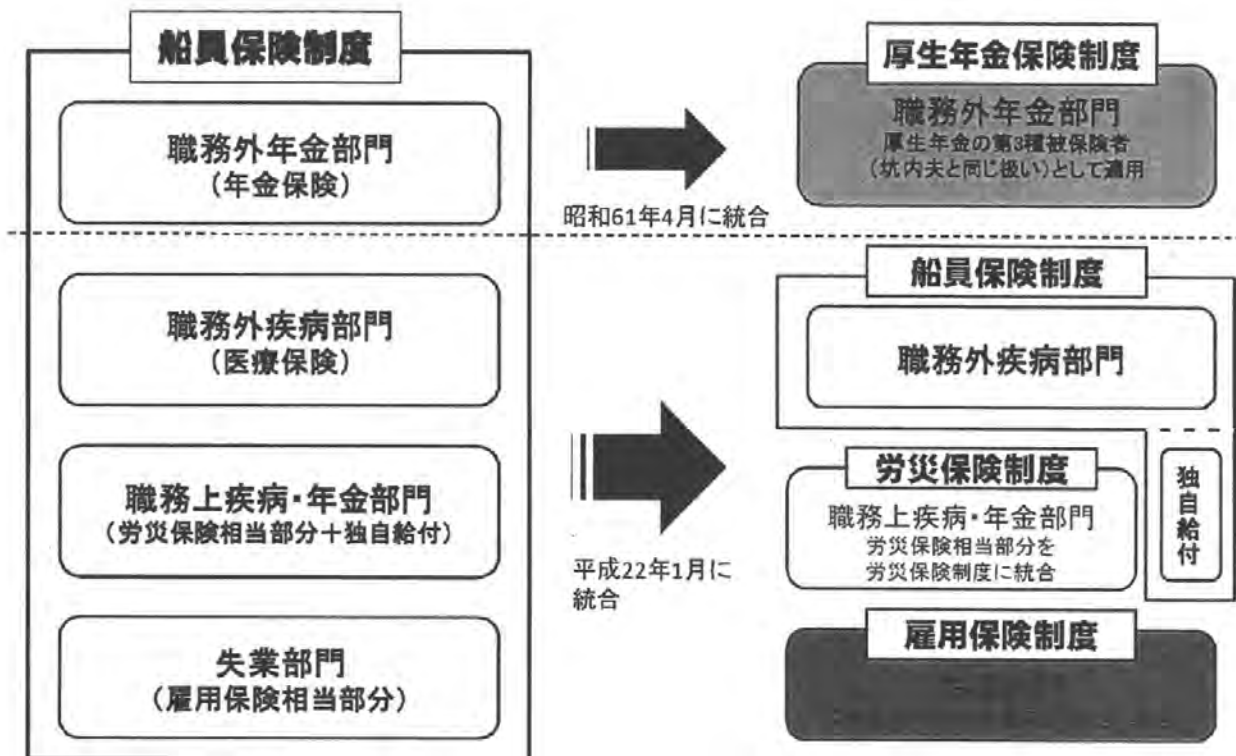 船員保険制度
職務外年金部門
(年金保険)
職務外疾病部門
(医療保険)
職務上疾病・年金部門
(労災保険相当部分+独自給付)
失業部門
(雇用保険相当部分)
昭和61年4月に統合
平成22年1月に
統合
厚生年金保険制度
職務外年金部門
厚生年金の第3種被保険者
(坑内夫と同じ扱い)として適用
船員保険制度
職務外疾病部門
労災保険制度
職務上疾病・年金部門
労災保険相当部分を
労災保険制度に統合
独自給付
雇用保険制度